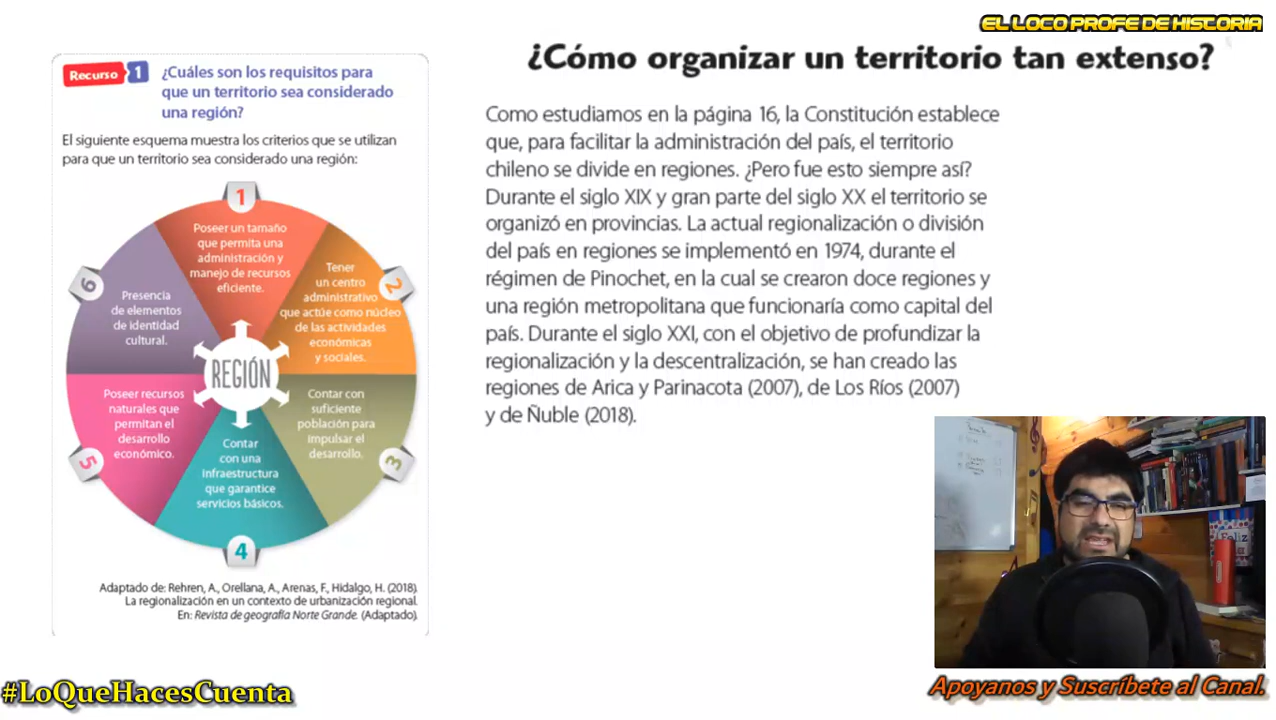 EL LOCO PROFE DE HISTORIA
¿Cómo organizar un territorio tan extenso?
Recurso 1
¿Cuáles son los requisitos para
que un territorio sea considerado
una región?
El siguiente esquema muestra los criterios que se utilizan
para que un territorio sea considerado una región:
1
Poseer un tamaño
que permita una
administración y
manejo de recursos
eficiente.
2
Tener
un centro
administrativo
que actúe como núcleo
de las actividades
económicas
y sociales.
3
Contar con
suficiente
población para
impulsar el
desarrollo.
4
Contar
con una
infraestructura
que garantice
servicios básicos.
5
Poseer recursos
naturales que
permitan el
desarrollo
económico.
6
Presencia
de elementos
de identidad
cultural.
REGIÓN
Adaptado de: Rehren, A., Orellana, A., Arenas, F., Hidalgo, H. (2018).
La regionalización en un contexto de urbanización regional.
En: Revista de geografía Norte Grande. (Adaptado).
Como estudiamos en la página 16, la Constitución establece
que, para facilitar la administración del país, el territorio
chileno se divide en regiones. ¿Pero fue esto siempre así?
Durante el siglo XIX y gran parte del siglo XX el territorio se
organizó en provincias. La actual regionalización o división
del país en regiones se implementó en 1974, durante el
régimen de Pinochet, en la cual se crearon doce regiones y
una región metropolitana que funcionaría como capital del
país. Durante el siglo XXI, con el objetivo de profundizar la
regionalización y la descentralización, se han creado las
regiones de Arica y Parinacota (2007), de Los Ríos (2007)
y de Ñuble (2018).
Feliz
#LoQueHacesCuenta
Apoyanos y Suscríbete al Canal.